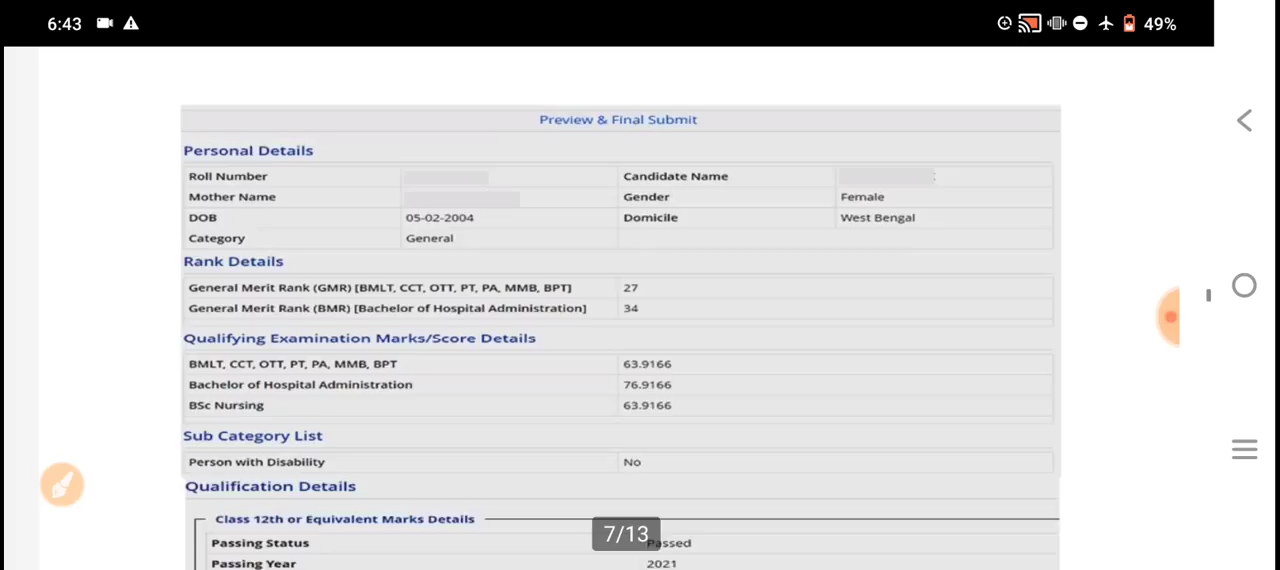 6:43 49%
Preview & Final Submit
Personal Details
Roll Number Candidate Name
Mother Name Gender Female
DOB 05-02-2004 Domicile West Bengal
Category General
Rank Details
General Merit Rank (GMR) [BMLT, CCT, OTT, PT, PA, MMB, BPT] 27
General Merit Rank (BMR) [Bachelor of Hospital Administration] 34
Qualifying Examination Marks/Score Details
BMLT, CCT, OTT, PT, PA, MMB, BPT 63.9166
Bachelor of Hospital Administration 76.9166
BSc Nursing 63.9166
Sub Category List
Person with Disability No
Qualification Details
Class 12th or Equivalent Marks Details
Passing Status Passed
7/13
Passing Year 2021